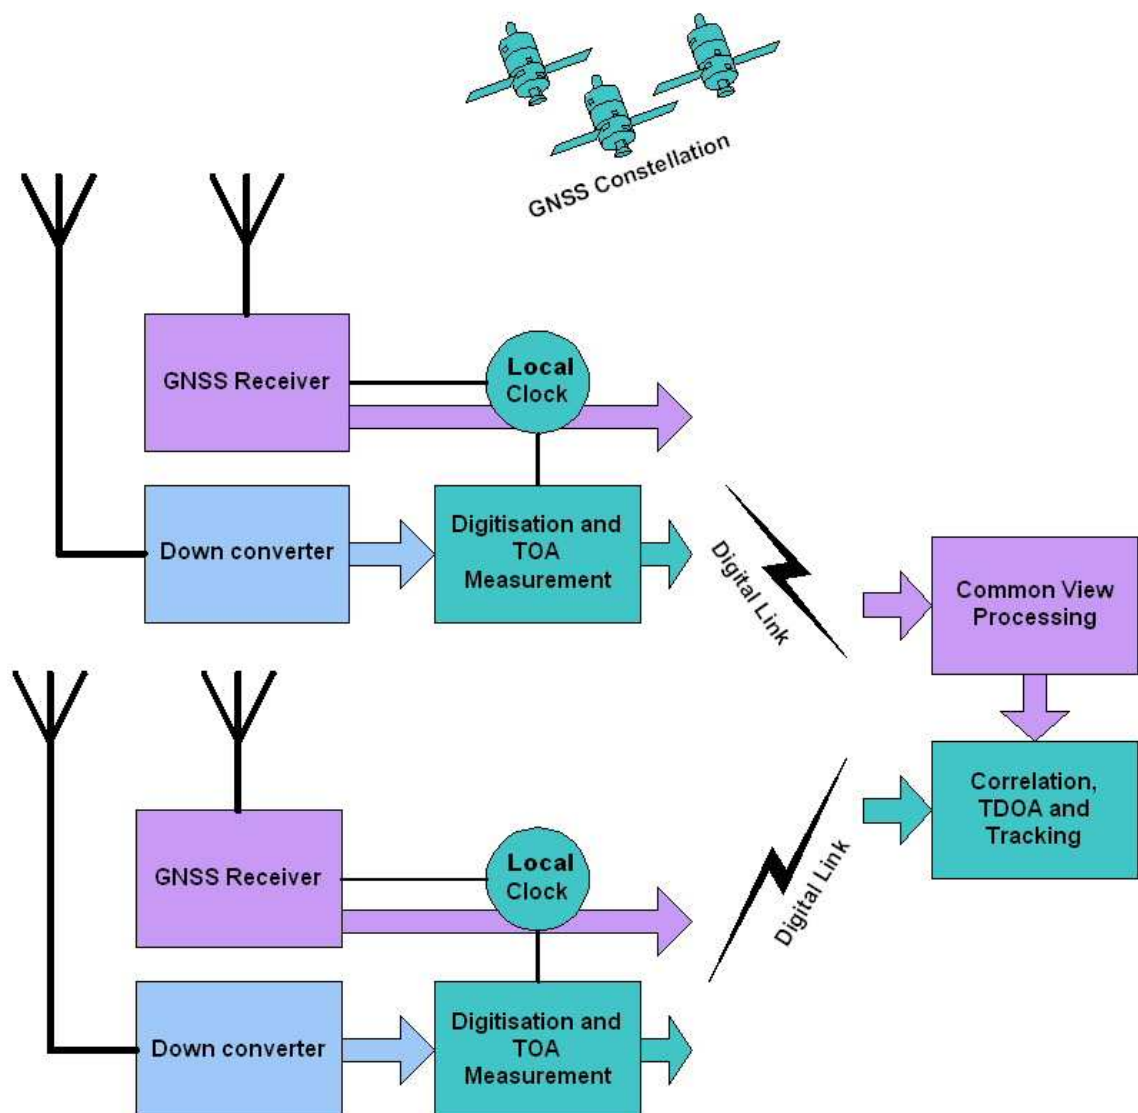 GNSS Constellation
GNSS Receiver
Local
Clock
Down converter
Digitisation and
TOA
Measurement
Digital Link
Common View
Processing
Correlation,
TDOA and
Tracking
GNSS Receiver
Local
Clock
Digital Link
Down converter
Digitisation and
TOA
Measurement